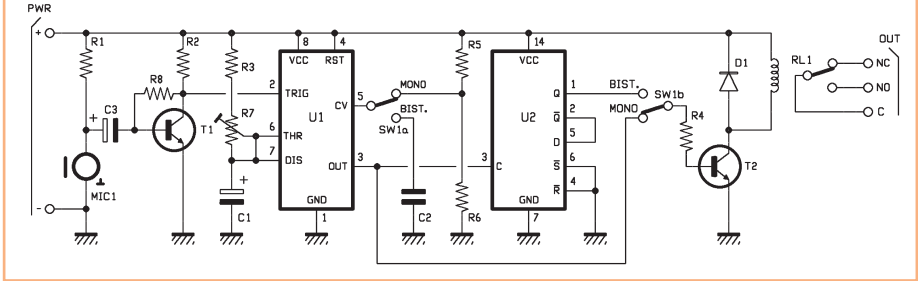 PWR
+
-
R1
R8
C3
+
MIC1
R2
T1
R3
R7
+
C1
8
4
VCC
RST
2
TRIG
CV
5
U1
6
THR
7
DIS
OUT
3
GND
1
MONO
BIST.
SW1a
C2
R5
R6
14
VCC
Q
1
Q
2
D
5
U2
3
C
S
6
R
4
GND
7
BIST.
MONO
SW1b
R4
T2
D1
RL1
OUT
NC
NO
C